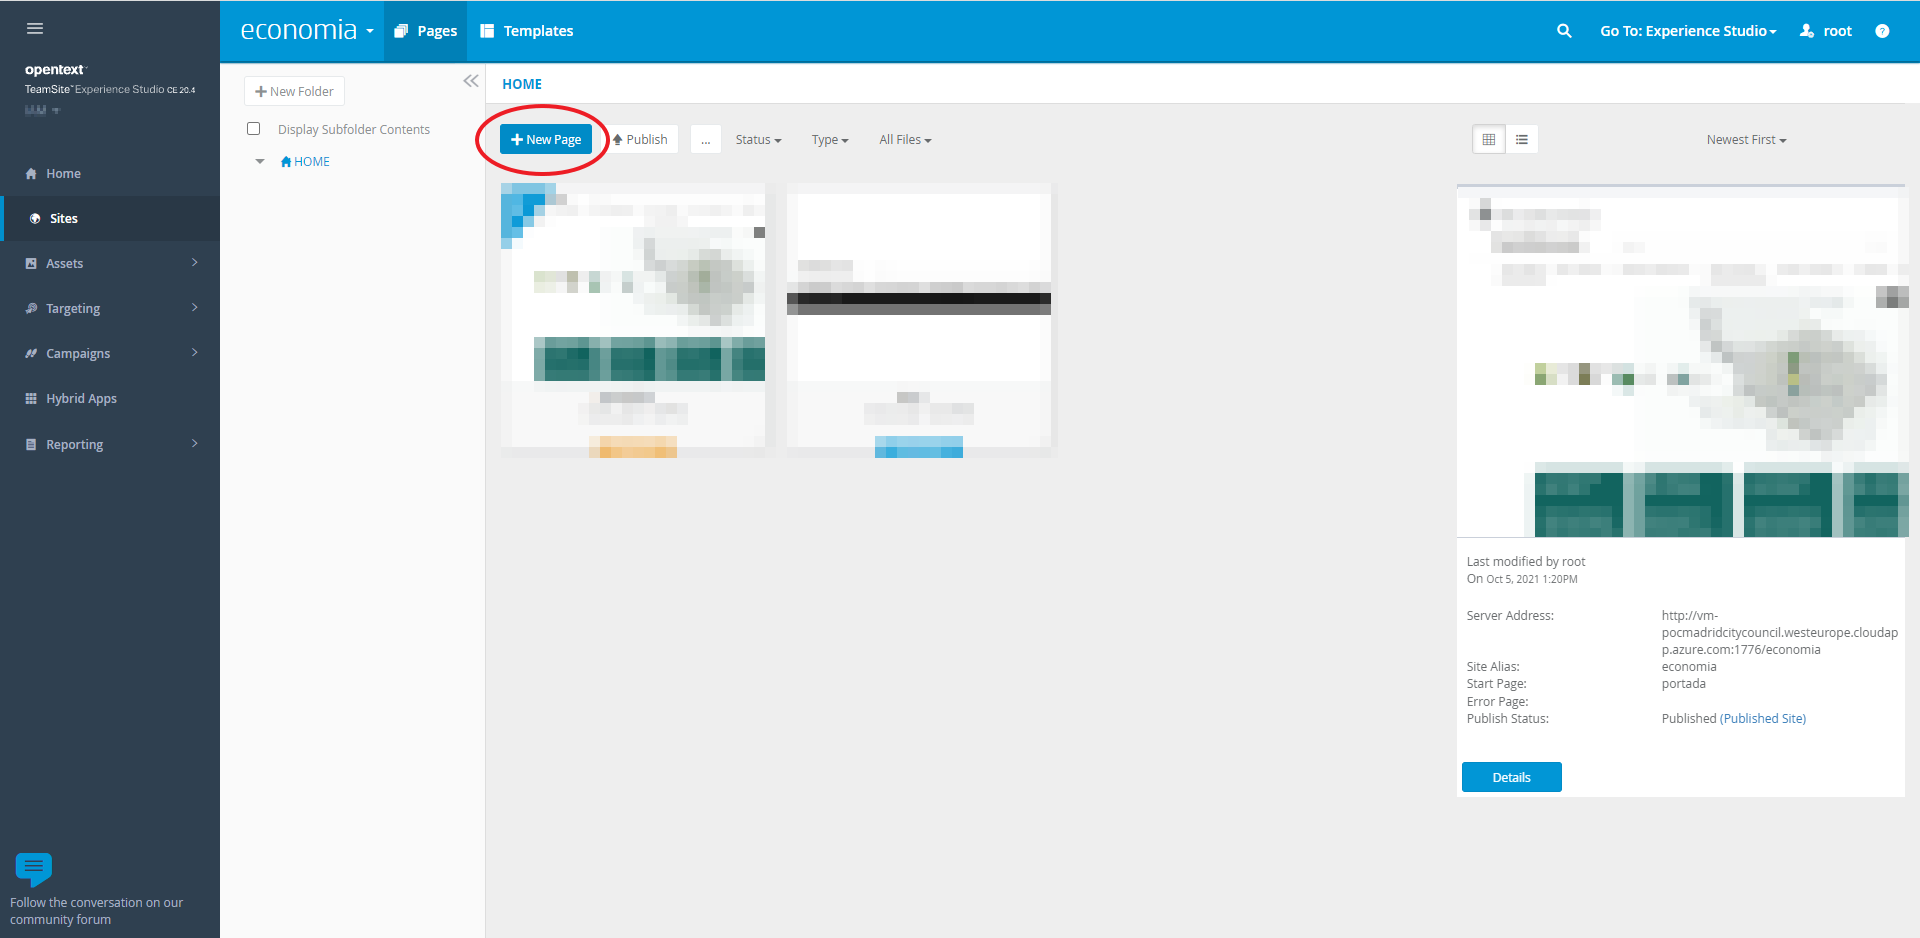 economia
Pages
Templates
Go To: Experience Studio
root
?
opentext™
TeamSite™ Experience Studio CE 20.4
Home
Sites
Assets
Targeting
Campaigns
Hybrid Apps
Reporting
Follow the conversation on our
community forum
+ New Folder
Display Subfolder Contents
HOME
HOME
+ New Page
Publish
...
Status
Type
All Files
Newest First
Last modified by root
On Oct 5, 2021 1:20PM
Server Address: http://vm-
pocmadridcitycouncil.westeurope.cloudap
p.azure.com:1776/economia
Site Alias: economia
Start Page: portada
Error Page:
Publish Status: Published (Published Site)
Details